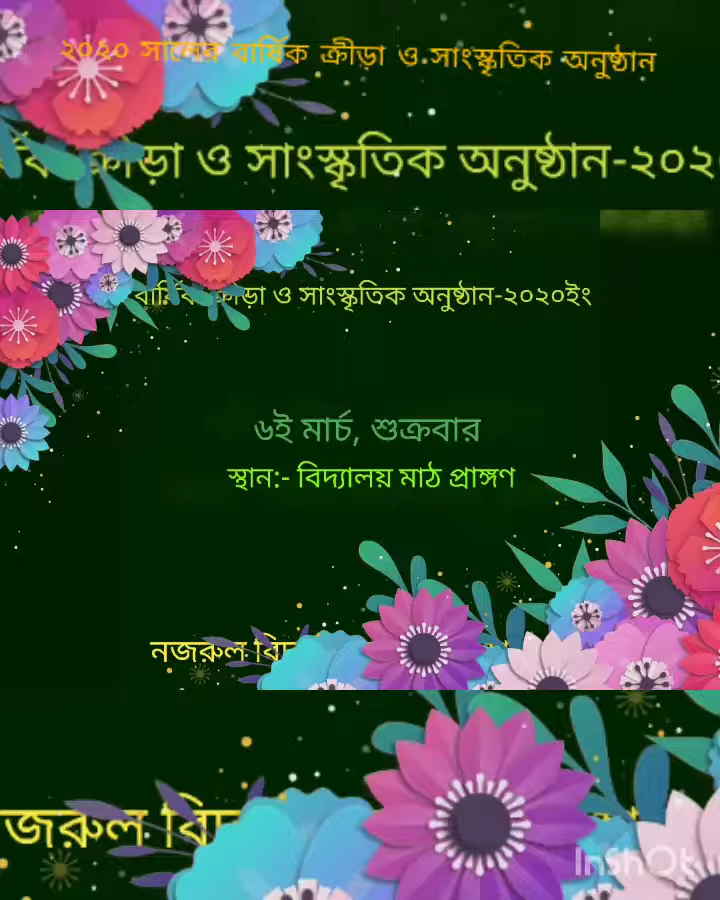 ২০২০ সালের বার্ষিক ক্রীড়া ও সাংস্কৃতিক অনুষ্ঠান
ক্রীড়া ও সাংস্কৃতিক অনুষ্ঠান-২০২
বার্ষিক ক্রীড়া ও সাংস্কৃতিক অনুষ্ঠান-২০২০ইং
৬ই মার্চ, শুক্রবার
স্থান:- বিদ্যালয় মাঠ প্রাঙ্গণ
নজরুল
জরুল
InShOt